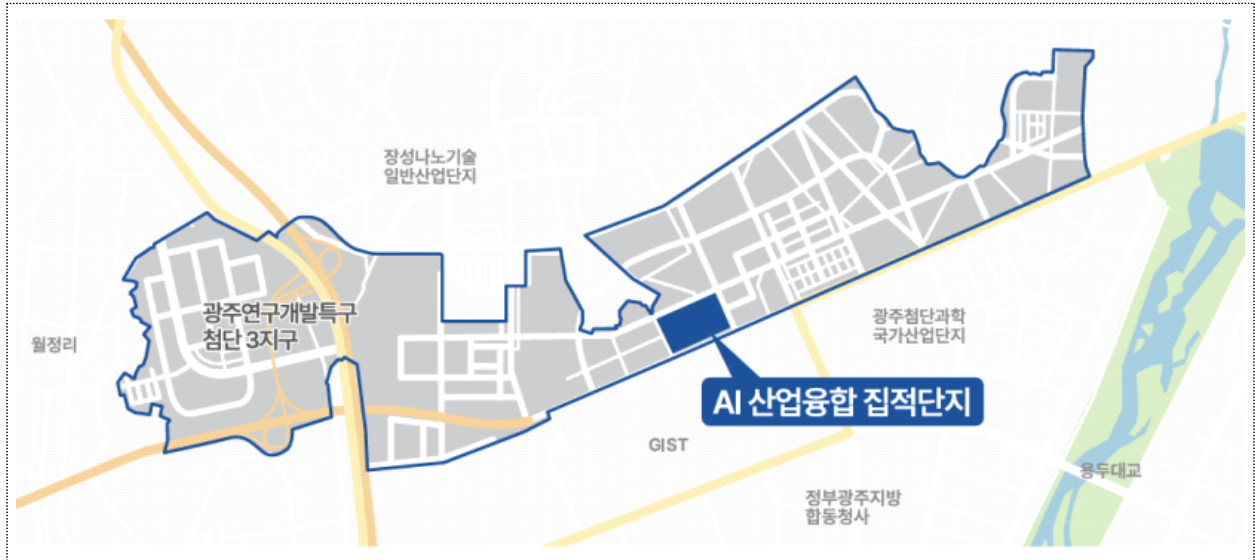 장성나노기술
일반산업단지
광주연구개발특구
첨단 3지구
월정리
광주첨단과학
국가산업단지
AI 산업융합 집적단지
GIST
용두대교
정부광주지방
합동청사